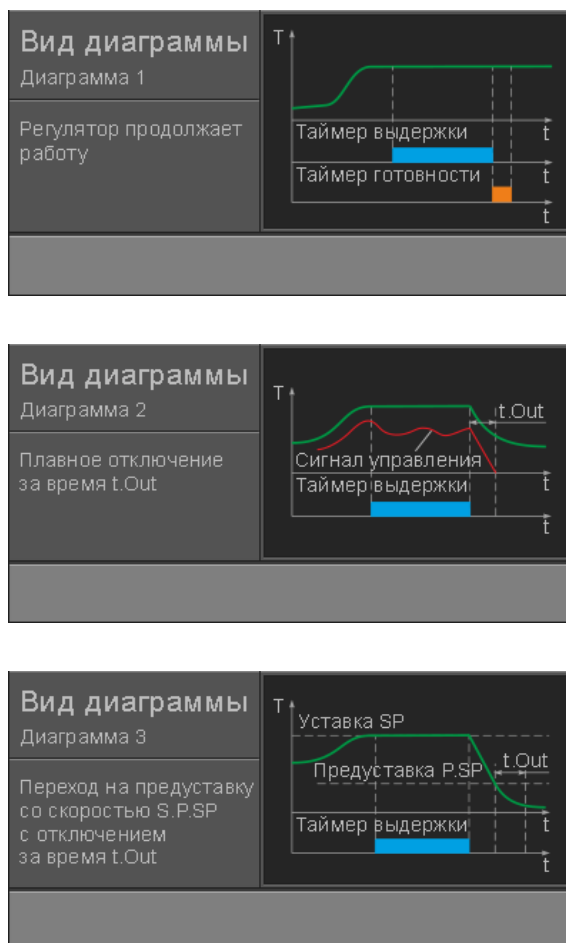 Вид диаграммы
Диаграмма 1
Регулятор продолжает
работу
T
Таймер выдержки
t
Таймер готовности
t
t
Вид диаграммы
Диаграмма 2
Плавное отключение
за время t.Out
T
t.Out
Сигнал управления
Таймер выдержки
t
t
Вид диаграммы
Диаграмма 3
Переход на предуставку
со скоростью S.P.SP
с отключением
за время t.Out
T
Уставка SP
t.Out
Предуставка P.SP
Таймер выдержки
t
t